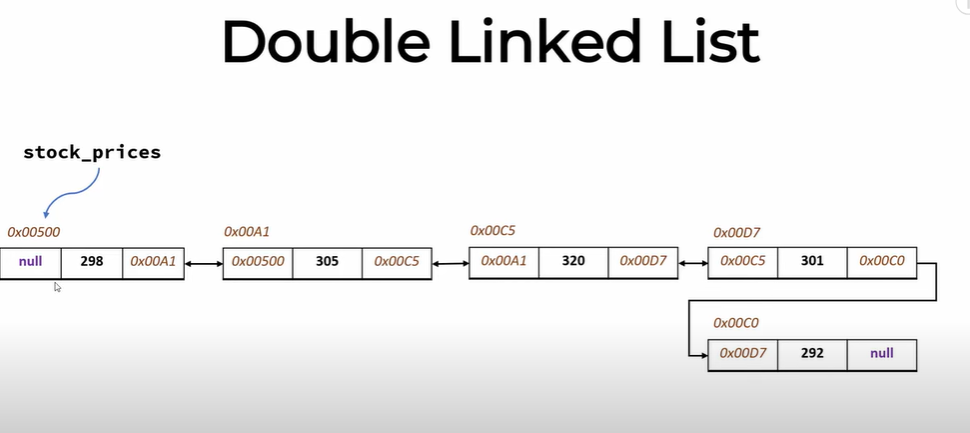 Double Linked List
stock_prices
0x00500
0x00A1
0x00C5
0x00D7
null 298 0x00A1
0x00500 305 0x00C5
0x00A1 320 0x00D7
0x00C5 301 0x00C0
0x00C0
0x00D7 292 null